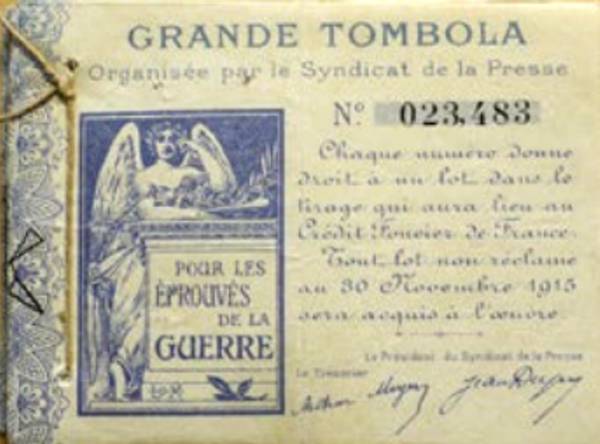 GRANDE TOMBOLA
Organisée par le Syndicat de la Presse
No. 023,483
Chaque numero donne
droit à un lot dans le
tirage qui aura lieu au
Crédit Foncier de France.
Tout lot non réclamé
au 30 Novembre 1915
sera acquis à l'œuvre
POUR LES
ÉPROUVÉS
DE LA
GUERRE
Le Président du Syndicat de la Presse
Le Trésorier